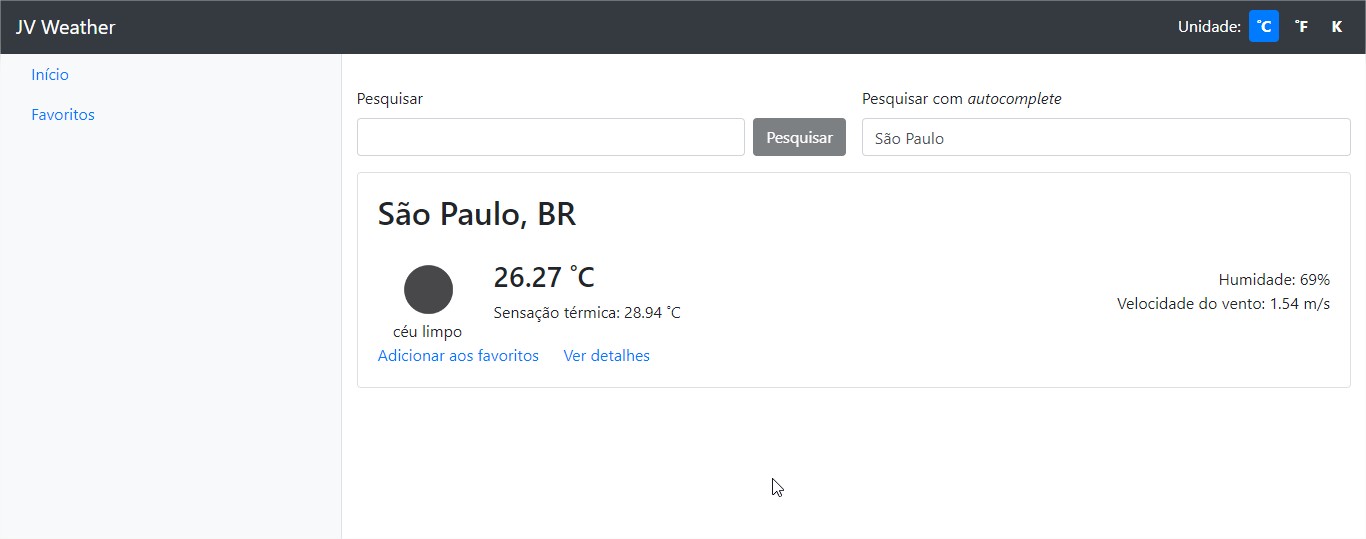 JV Weather
Unidade: °C °F K
Início
Favoritos
Pesquisar
Pesquisar
Pesquisar com autocomplete
São Paulo
São Paulo, BR
céu limpo
26.27 °C
Sensação térmica: 28.94 °C
Humidade: 69%
Velocidade do vento: 1.54 m/s
Adicionar aos favoritos Ver detalhes